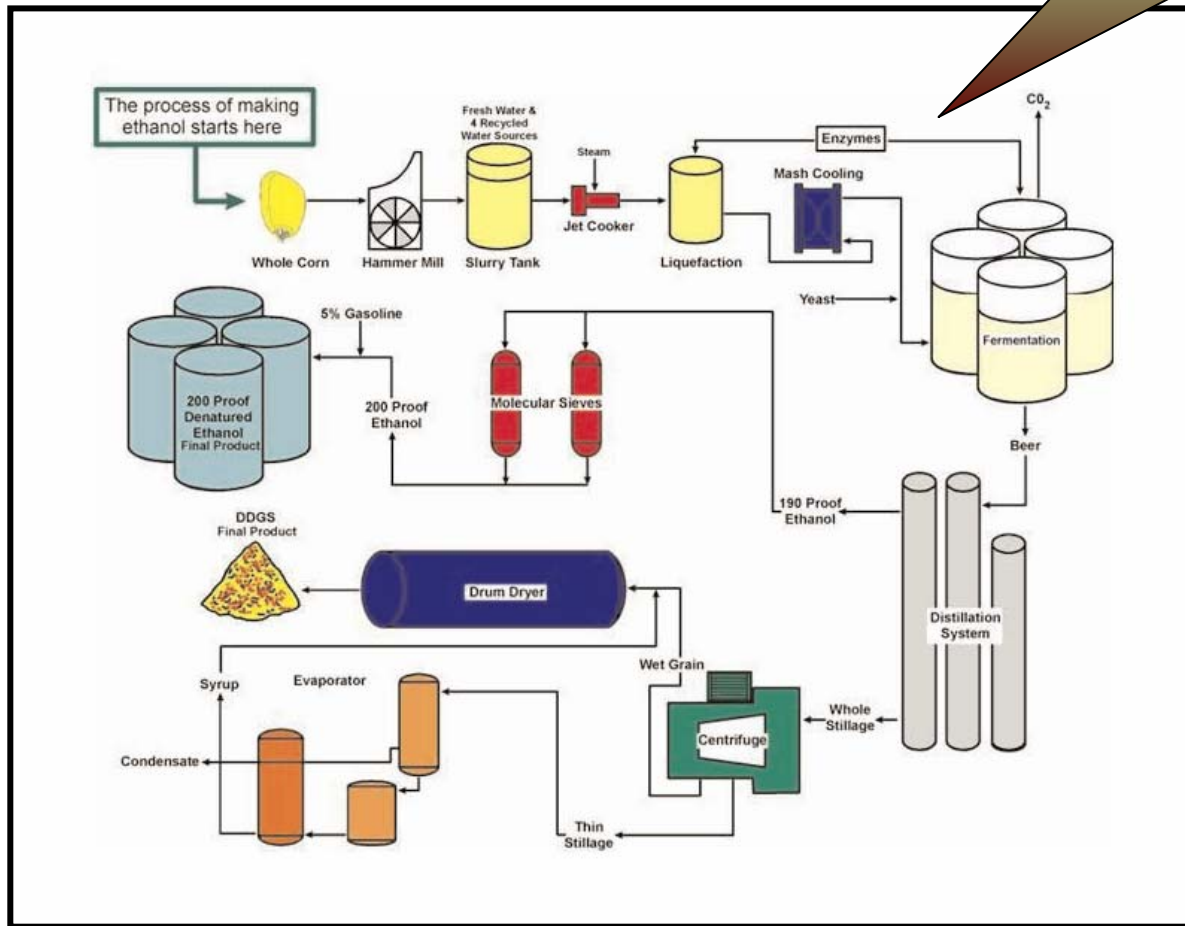 The process of making
ethanol starts here
Whole Corn
Hammer Mill
Fresh Water &
4 Recycled
Water Sources
Slurry Tank
Steam
Jet Cooker
Liquefaction
Enzymes
Mash Cooling
Yeast
C0₂
Fermentation
Beer
5% Gasoline
200 Proof
Denatured
Ethanol
Final Product
200 Proof
Ethanol
Molecular Sieves
190 Proof
Ethanol
Distillation
System
DDGS
Final Product
Drum Dryer
Wet Grain
Whole
Stillage
Centrifuge
Syrup
Evaporator
Condensate
Thin
Stillage